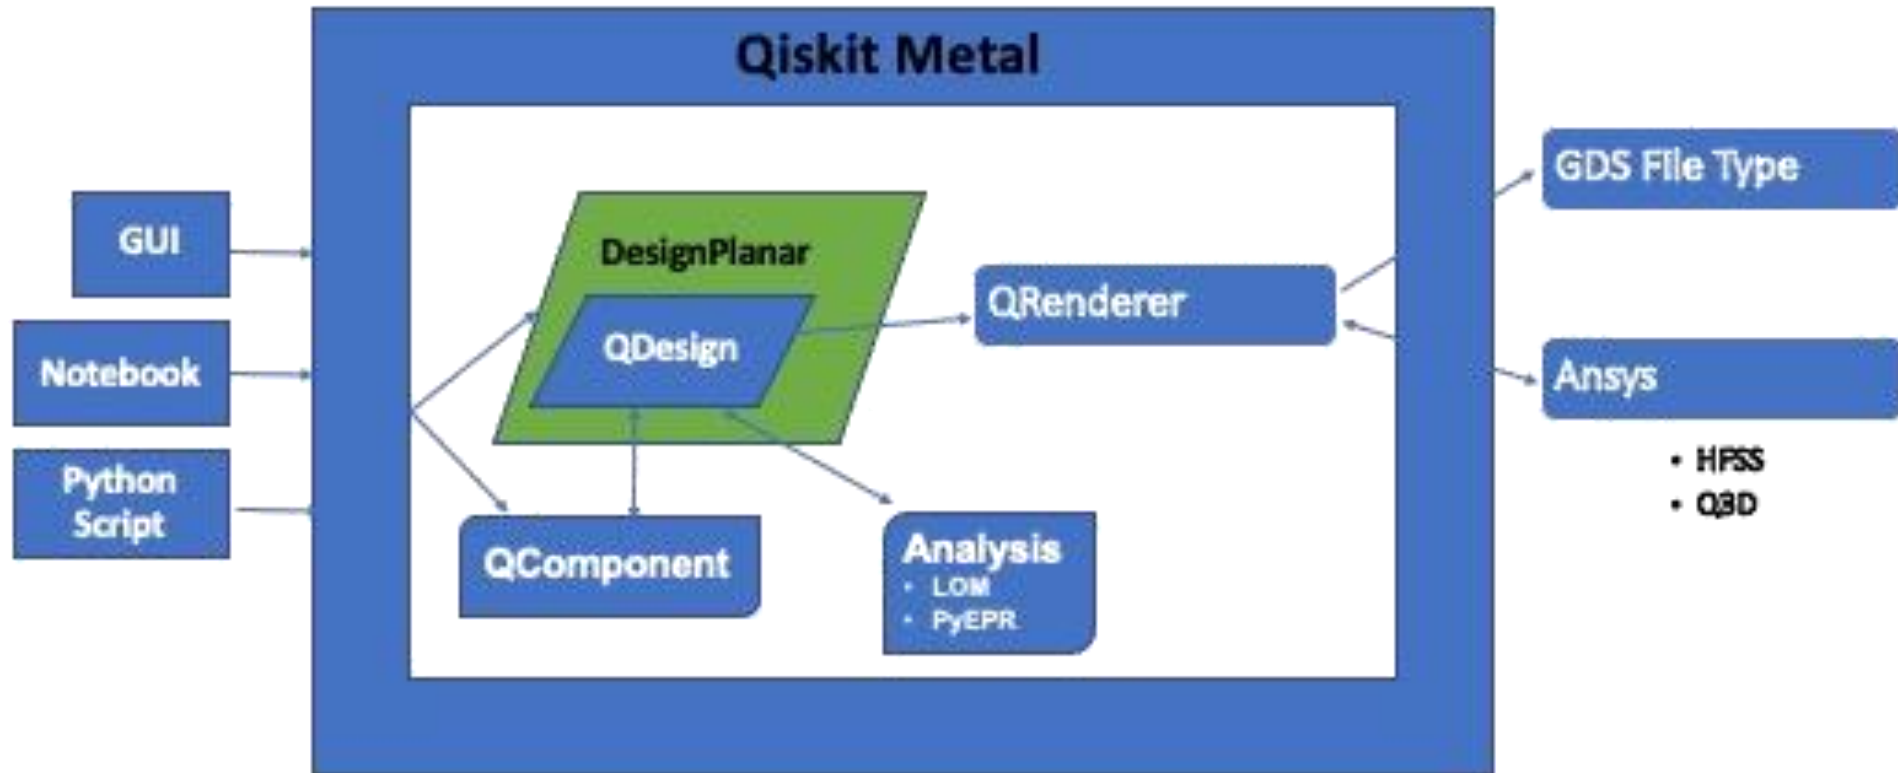 Qiskit Metal
GUI
Notebook
Python
Script
DesignPlanar
QDesign
QComponent
Analysis
• LOM
• PyEPR
QRenderer
GDS File Type
Ansys
• HFSS
• Q3D